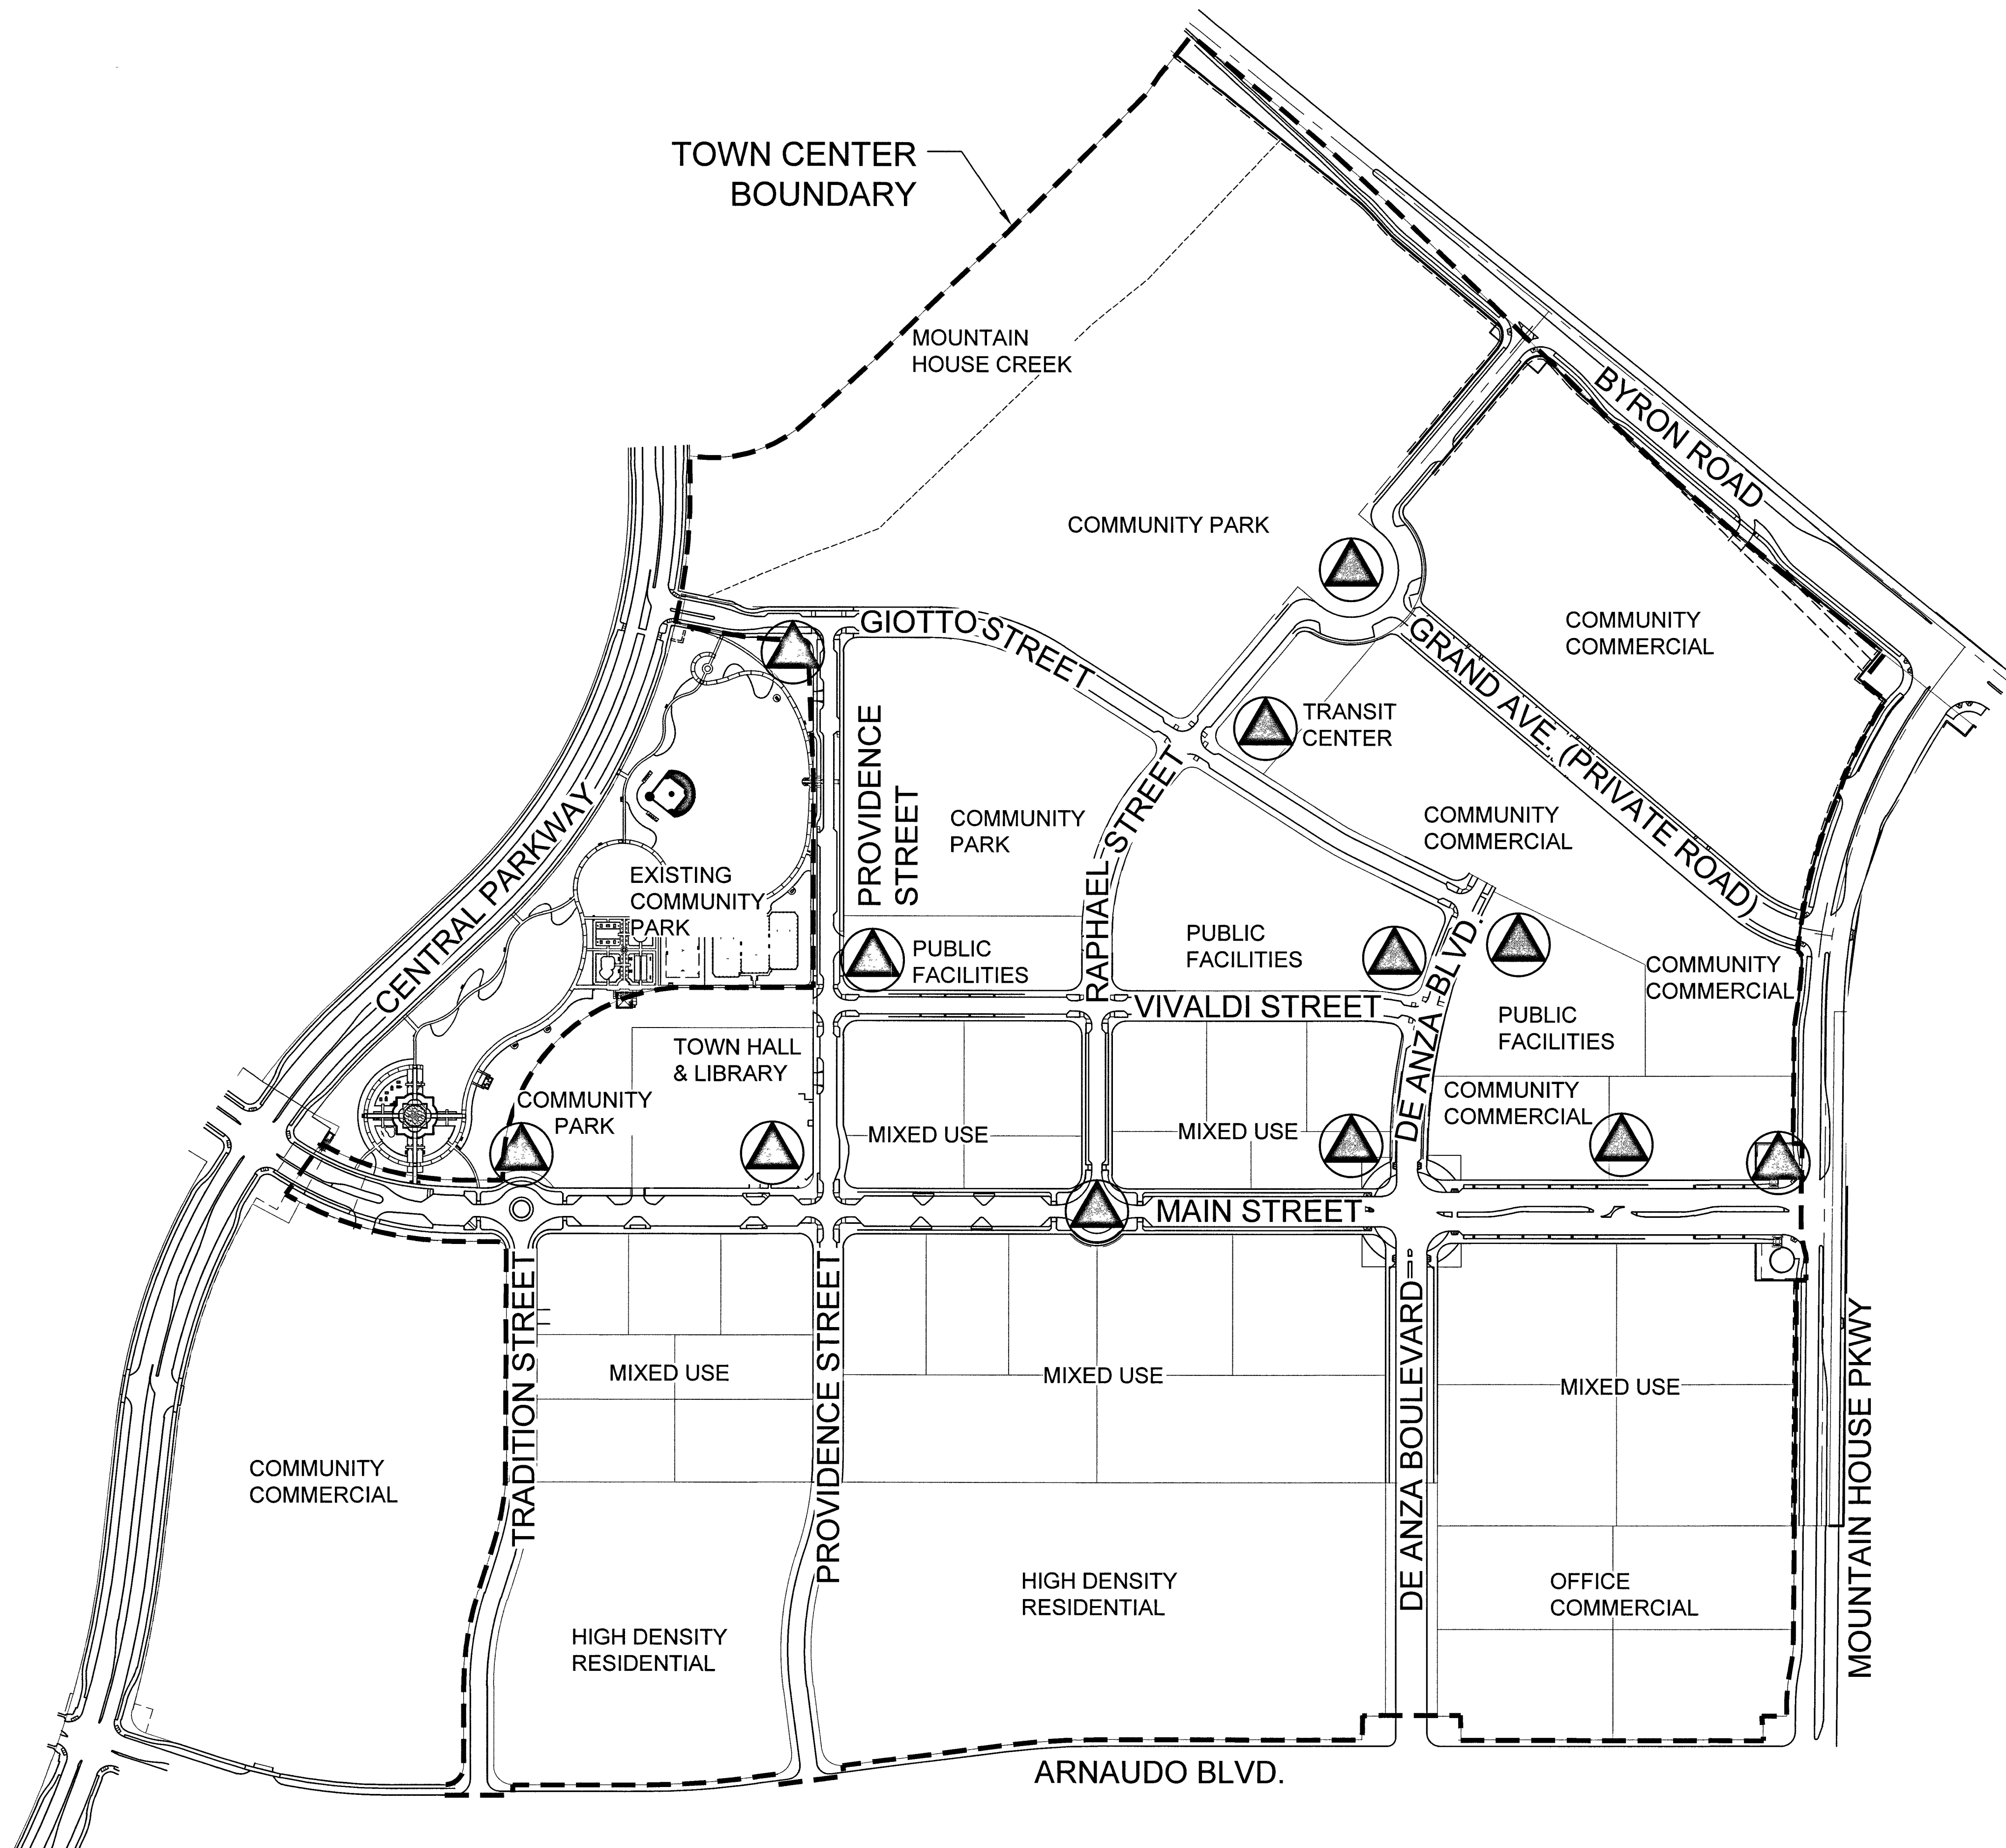 TOWN CENTER
BOUNDARY
MOUNTAIN
HOUSE CREEK
BYRON ROAD
COMMUNITY PARK
GIOTTO STREET
COMMUNITY
COMMERCIAL
GRAND AVE. (PRIVATE ROAD)
TRANSIT
CENTER
PROVIDENCE
STREET
COMMUNITY
PARK
RAPHAEL STREET
COMMUNITY
COMMERCIAL
CENTRAL PARKWAY
EXISTING
COMMUNITY
PARK
PUBLIC
FACILITIES
PUBLIC
FACILITIES
DE ANZA BLVD.
COMMUNITY
COMMERCIAL
VIVALDI STREET
PUBLIC
FACILITIES
TOWN HALL
& LIBRARY
COMMUNITY
PARK
COMMUNITY
COMMERCIAL
MIXED USE
MIXED USE
MAIN STREET
TRADITION STREET
PROVIDENCE STREET
DE ANZA BOULEVARD
MOUNTAIN HOUSE PKWY
MIXED USE
MIXED USE
MIXED USE
COMMUNITY
COMMERCIAL
HIGH DENSITY
RESIDENTIAL
HIGH DENSITY
RESIDENTIAL
OFFICE
COMMERCIAL
ARNAUDO BLVD.